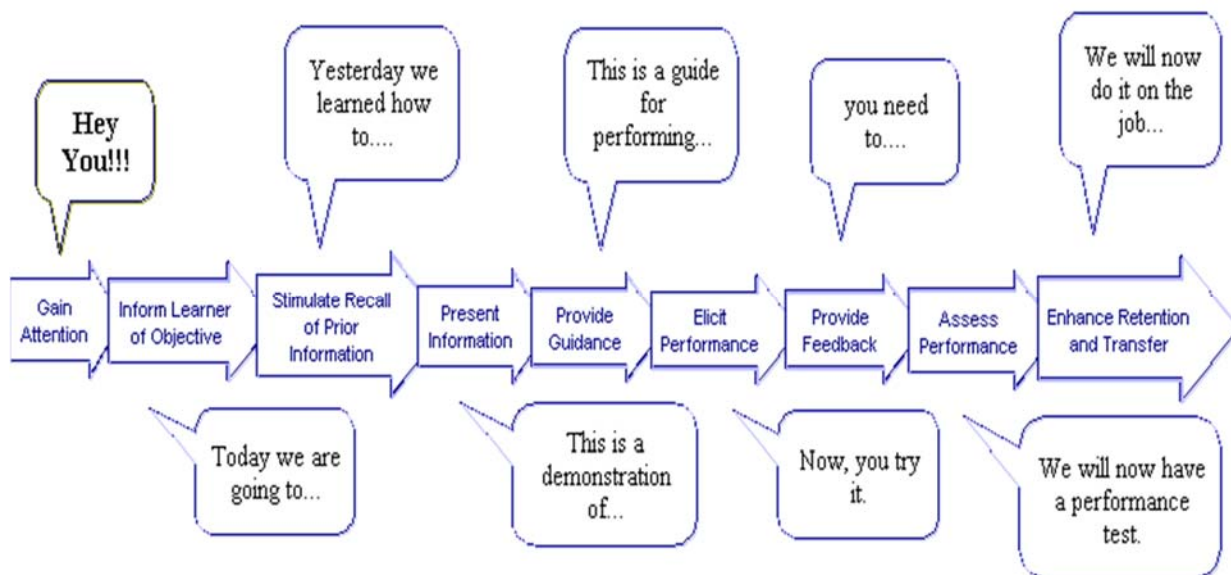 Hey
You!!!
Yesterday we
learned how
to....
This is a guide
for
performing...
you need
to....
We will now
do it on the
job...
Gain
Attention
Inform Learner
of Objective
Stimulate Recall
of Prior
Information
Present
Information
Provide
Guidance
Elicit
Performance
Provide
Feedback
Assess
Performance
Enhance Retention
and Transfer
Today we are
going to...
This is a
demonstration
of...
Now, you try
it.
We will now have
a performance
test.